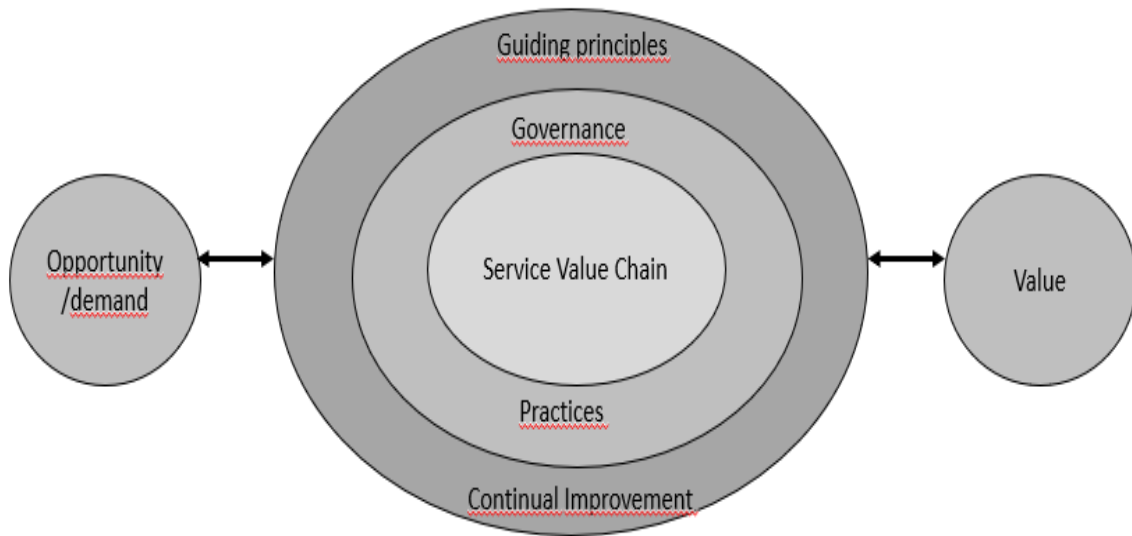 Guiding principles
Governance
Opportunity
/demand
Service Value Chain
Value
Practices
Continual Improvement